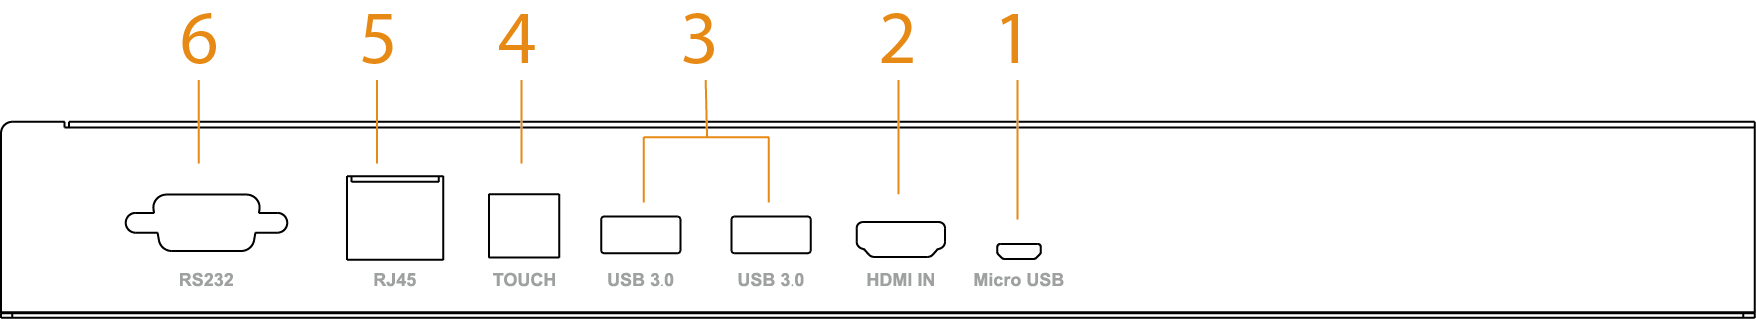 6 5 4 3 2 1
RS232 RJ45 TOUCH USB 3.0 USB 3.0 HDMI IN Micro USB